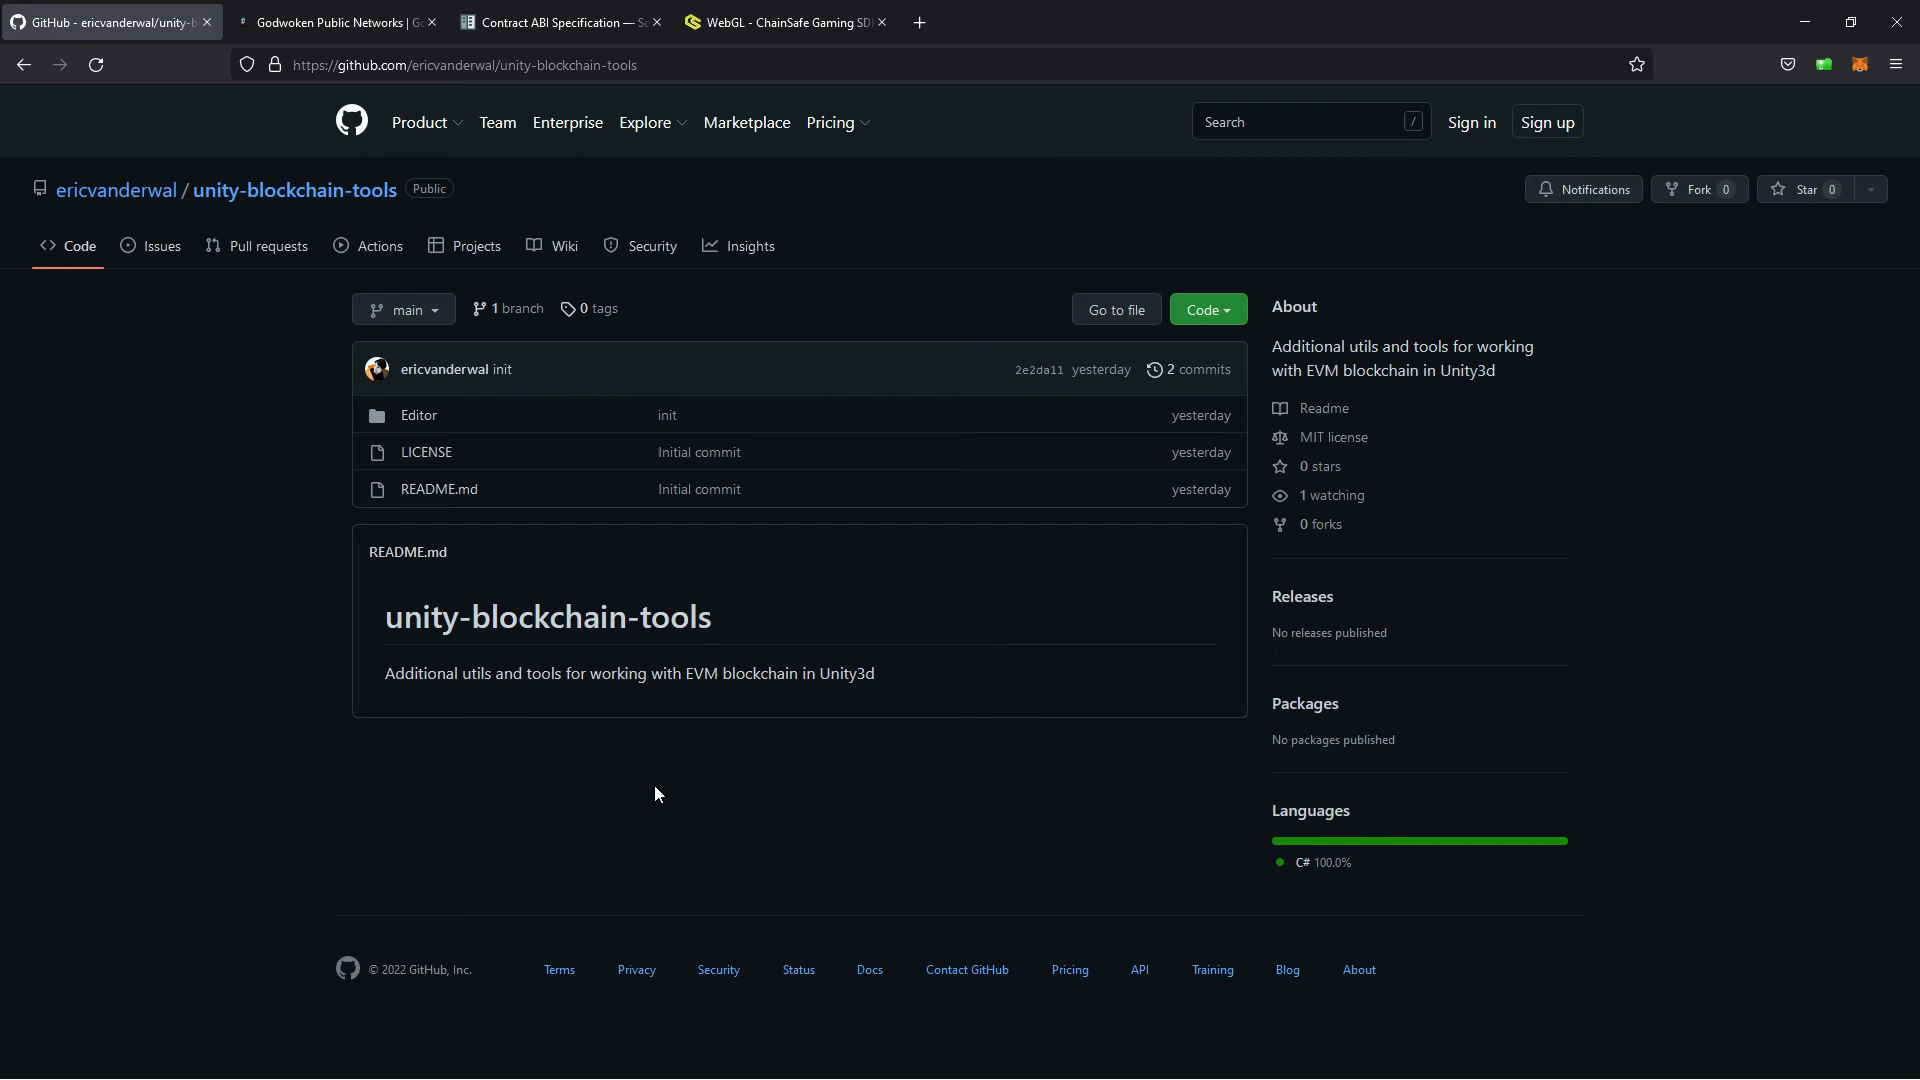 GitHub - ericvanderwal/unity-bl
Godwoken Public Networks | Go
Contract ABI Specification — So
WebGL - ChainSafe Gaming SDK
https://github.com/ericvanderwal/unity-blockchain-tools
Product
Team
Enterprise
Explore
Marketplace
Pricing
Search
/
Sign in
Sign up
ericvanderwal / unity-blockchain-tools
Public
Notifications
Fork 0
Star 0
Code
Issues
Pull requests
Actions
Projects
Wiki
Security
Insights
main
1 branch
0 tags
Go to file
Code
About
Additional utils and tools for working
with EVM blockchain in Unity3d
ericvanderwal init
2e2da11 yesterday
2 commits
Editor
init
yesterday
LICENSE
Initial commit
yesterday
README.md
Initial commit
yesterday
Readme
MIT license
0 stars
1 watching
0 forks
README.md
unity-blockchain-tools
Additional utils and tools for working with EVM blockchain in Unity3d
Releases
No releases published
Packages
No packages published
Languages
C# 100.0%
© 2022 GitHub, Inc.
Terms
Privacy
Security
Status
Docs
Contact GitHub
Pricing
API
Training
Blog
About